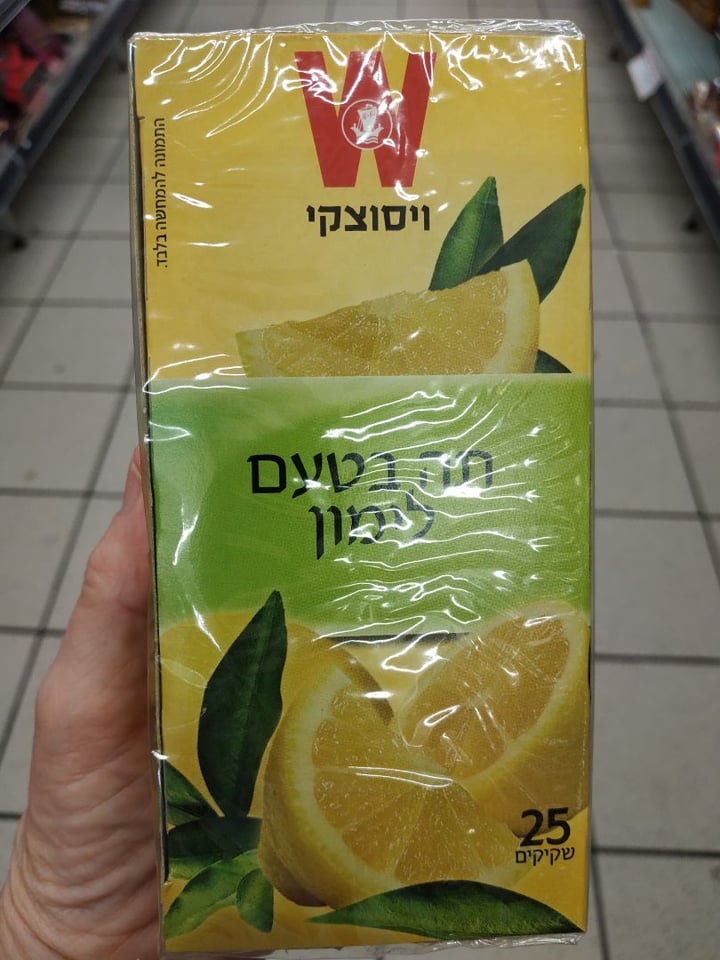 W
ויסוצקי
התמונה להמחשה בלבד.
תה בטעם
לימון
25
שקיקים